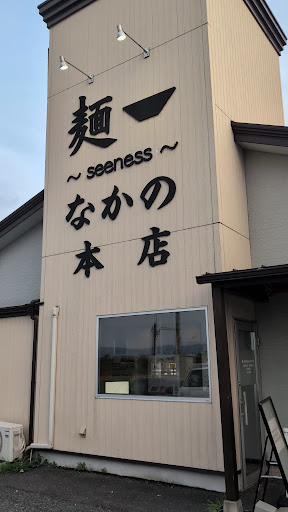 麺
～ seeness ～
なかの
本店